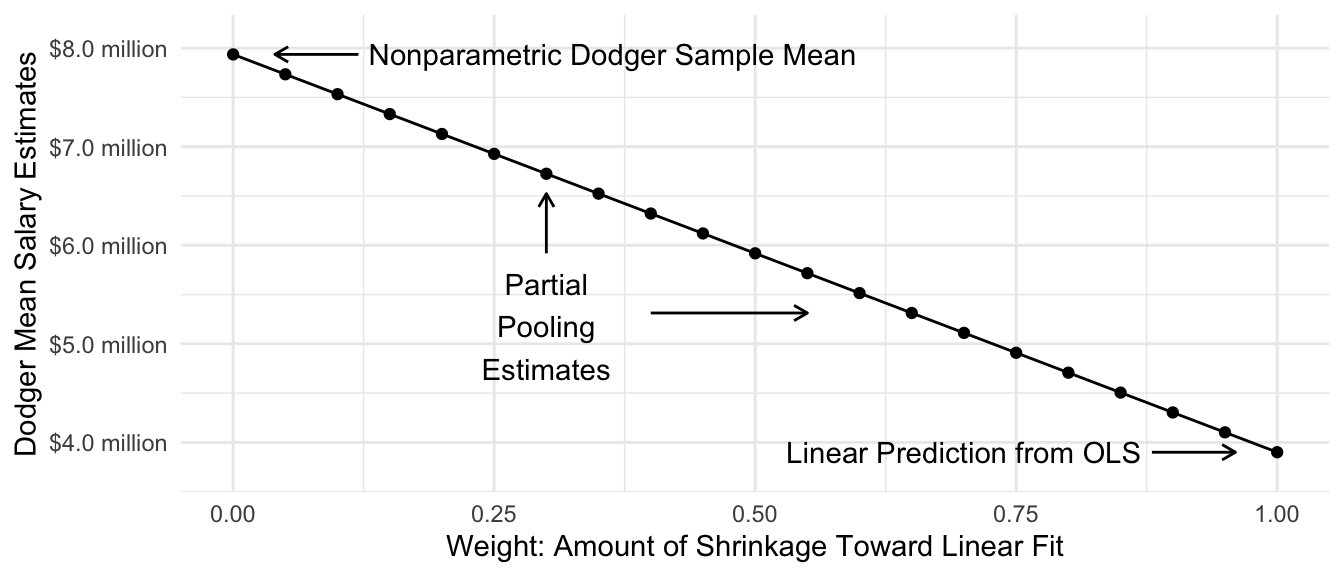 Dodger Mean Salary Estimates
$8.0 million
$7.0 million
$6.0 million
$5.0 million
$4.0 million
Nonparametric Dodger Sample Mean
Partial
Pooling
Estimates
Linear Prediction from OLS
0.00
0.25
0.50
0.75
1.00
Weight: Amount of Shrinkage Toward Linear Fit